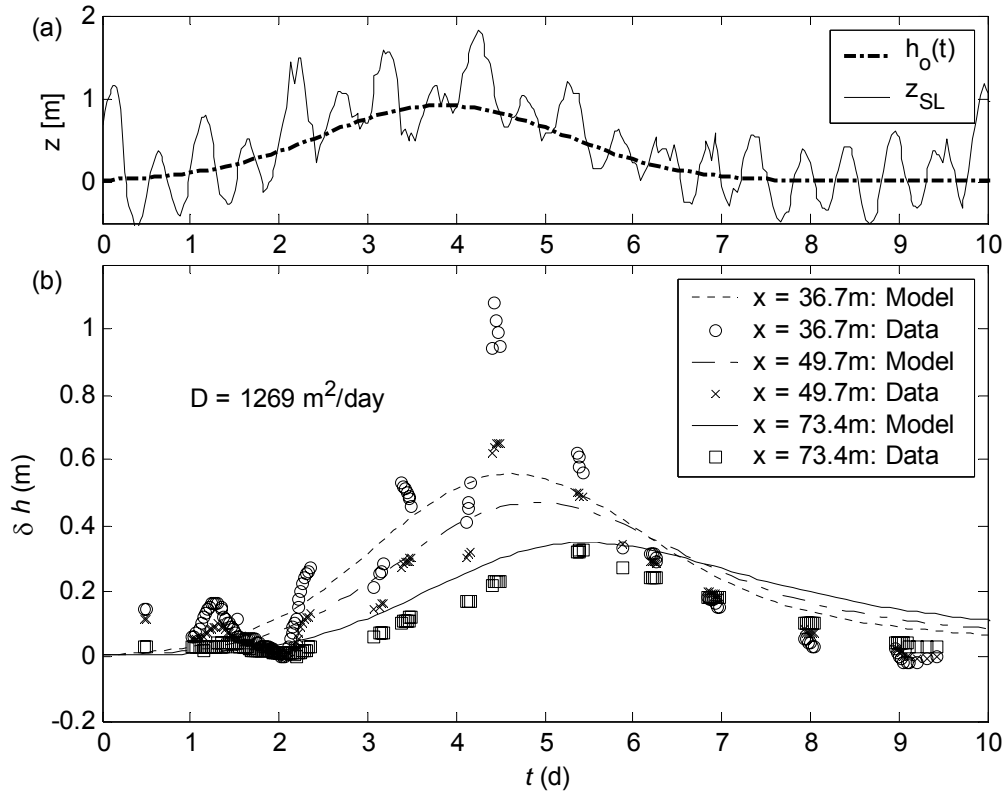 (a)
2
1
0
z [m]
h_o(t)
z_SL
0 1 2 3 4 5 6 7 8 9 10
(b)
1
0.8
0.6
0.4
0.2
0
-0.2
δ h (m)
D = 1269 m^2/day
x = 36.7m: Model
x = 36.7m: Data
x = 49.7m: Model
x = 49.7m: Data
x = 73.4m: Model
x = 73.4m: Data
0 1 2 3 4 5 6 7 8 9 10
t (d)